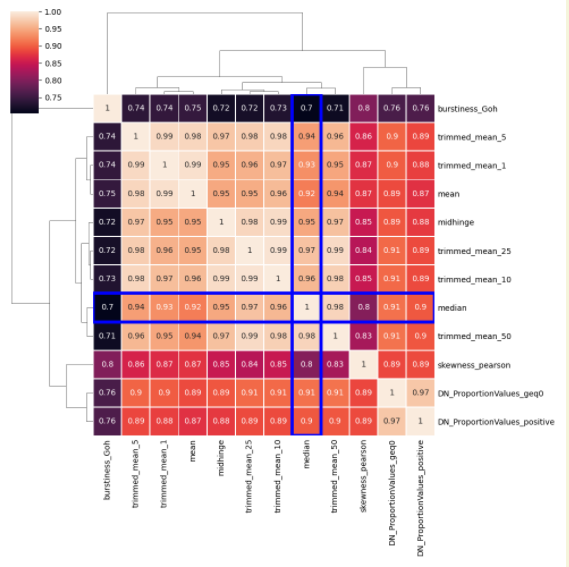 1.00
0.95
0.90
0.85
0.80
0.75
1 0.74 0.74 0.75 0.72 0.72 0.73 0.7 0.71 0.8 0.76 0.76 burstiness_Goh
0.74 1 0.99 0.98 0.97 0.98 0.98 0.94 0.96 0.86 0.9 0.89 trimmed_mean_5
0.74 0.99 1 0.99 0.95 0.96 0.97 0.93 0.95 0.87 0.9 0.88 trimmed_mean_1
0.75 0.98 0.99 1 0.95 0.95 0.96 0.92 0.94 0.87 0.89 0.87 mean
0.72 0.97 0.95 0.95 1 0.98 0.99 0.95 0.97 0.85 0.89 0.88 midhinge
0.72 0.98 0.96 0.95 0.98 1 0.99 0.97 0.99 0.84 0.91 0.89 trimmed_mean_25
0.73 0.98 0.97 0.96 0.99 0.99 1 0.96 0.98 0.85 0.91 0.89 trimmed_mean_10
0.7 0.94 0.93 0.92 0.95 0.97 0.96 1 0.98 0.8 0.91 0.9 median
0.71 0.96 0.95 0.94 0.97 0.99 0.98 0.98 1 0.83 0.91 0.9 trimmed_mean_50
0.8 0.86 0.87 0.87 0.85 0.84 0.85 0.8 0.83 1 0.89 0.89 skewness_pearson
0.76 0.9 0.9 0.89 0.89 0.91 0.91 0.91 0.91 0.89 1 0.97 DN_ProportionValues_geq0
0.76 0.89 0.88 0.87 0.88 0.89 0.89 0.9 0.9 0.89 0.97 1 DN_ProportionValues_positive
burstiness_Goh
trimmed_mean_5
trimmed_mean_1
mean
midhinge
trimmed_mean_25
trimmed_mean_10
median
trimmed_mean_50
skewness_pearson
DN_ProportionValues_geq0
DN_ProportionValues_positive